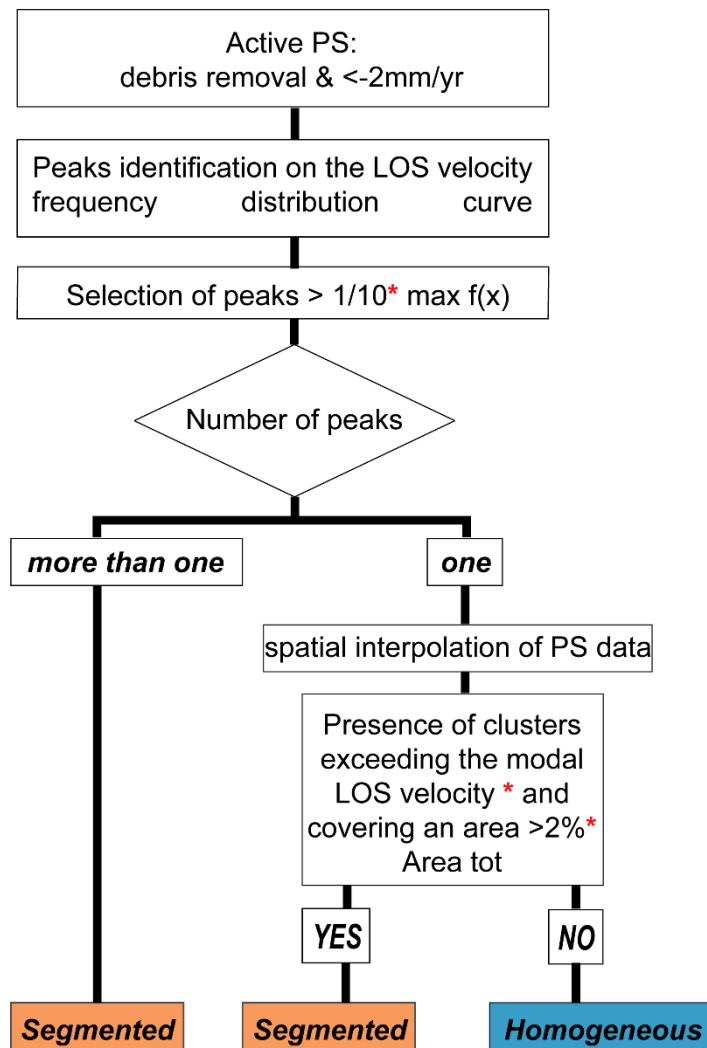 Active PS:
debris removal & <-2mm/yr
Peaks identification on the LOS velocity
frequency distribution curve
Selection of peaks > 1/10* max f(x)
Number of peaks
more than one
one
spatial interpolation of PS data
Presence of clusters
exceeding the modal
LOS velocity * and
covering an area >2%*
Area tot
YES
NO
Segmented
Segmented
Homogeneous